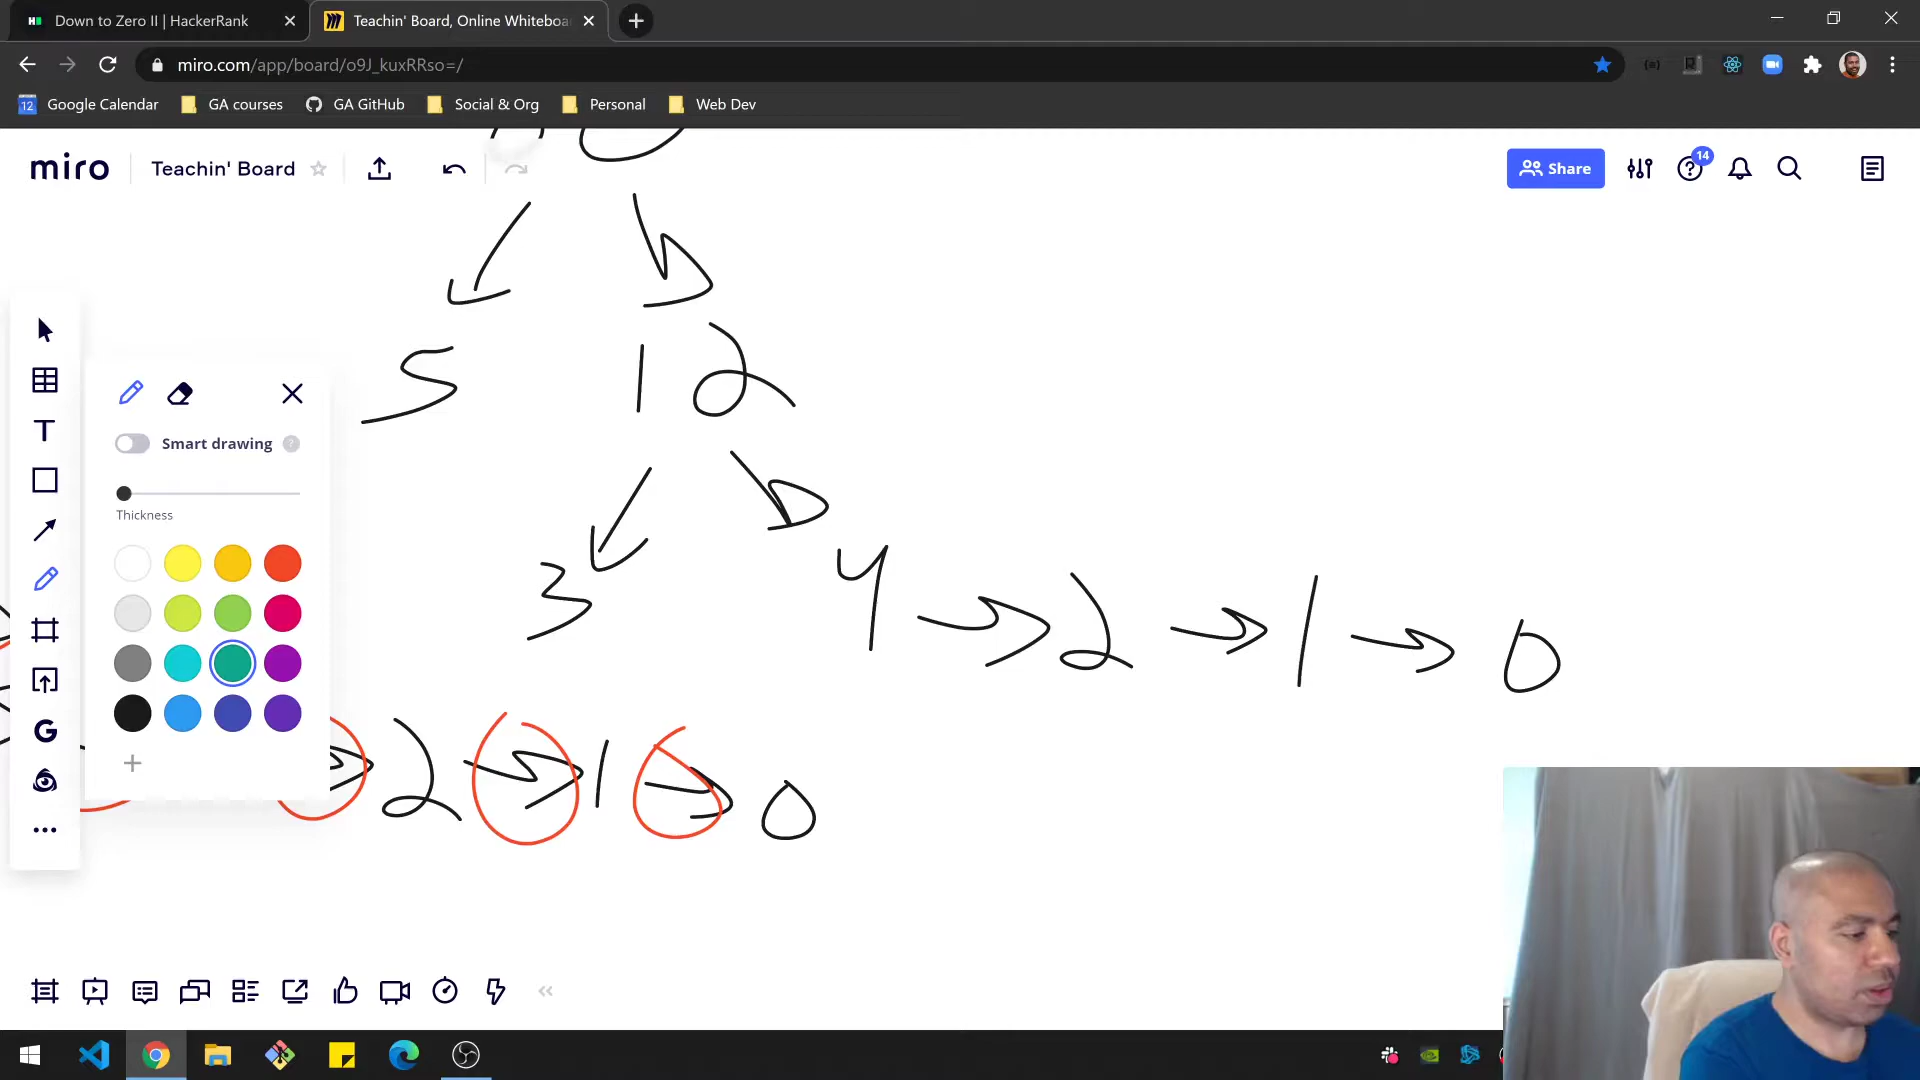 Down to Zero II | HackerRank
Teachin' Board, Online Whiteboa
miro.com/app/board/o9J_kuxRRso=/
12 Google Calendar
GA courses
GA GitHub
Social & Org
Personal
Web Dev
miro
Teachin' Board
Share
14
5 12
Smart drawing ?
Thickness
3 4 → 2 → 1 → 0
→ 2 → 1 → 0
T
G